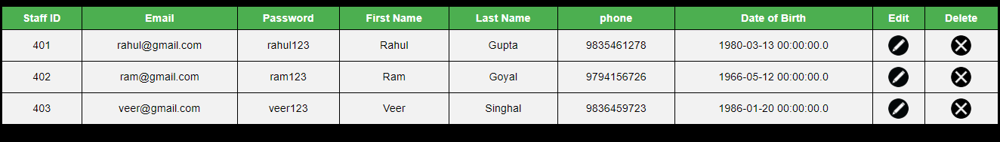 Staff ID Email Password First Name Last Name phone Date of Birth Edit Delete
401 rahul@gmail.com rahul123 Rahul Gupta 9835461278 1980-03-13 00:00:00.0
402 ram@gmail.com ram123 Ram Goyal 9794156726 1966-05-12 00:00:00.0
403 veer@gmail.com veer123 Veer Singhal 9836459723 1986-01-20 00:00:00.0